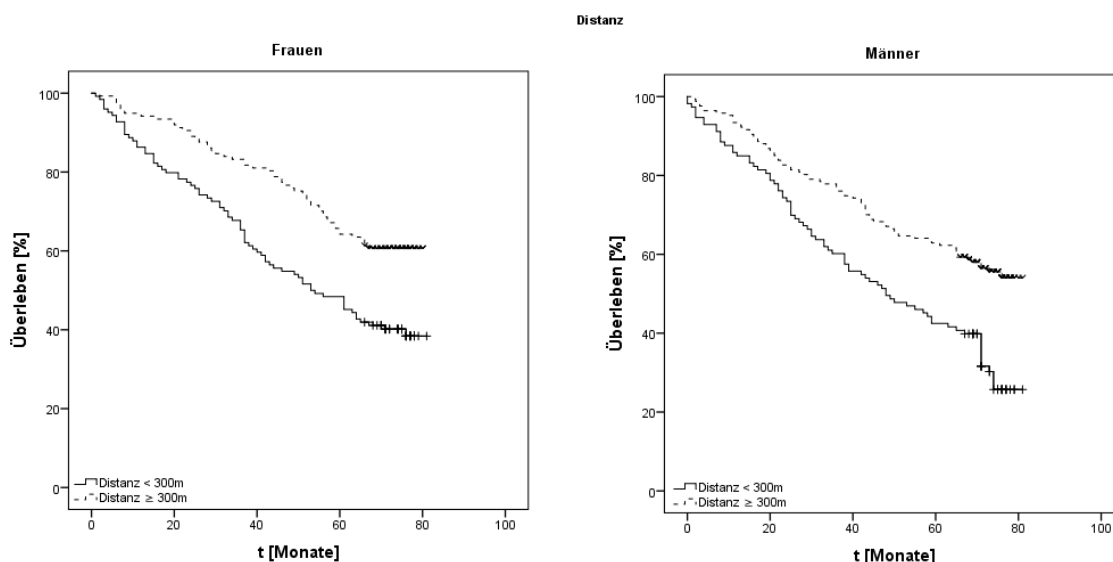 Distanz
Frauen
Überleben [%]
100
80
60
40
20
0
Distanz < 300m
Distanz ≥ 300m
0 20 40 60 80 100
t [Monate]
Männer
Überleben [%]
100
80
60
40
20
0
Distanz < 300m
Distanz ≥ 300m
0 20 40 60 80 100
t [Monate]